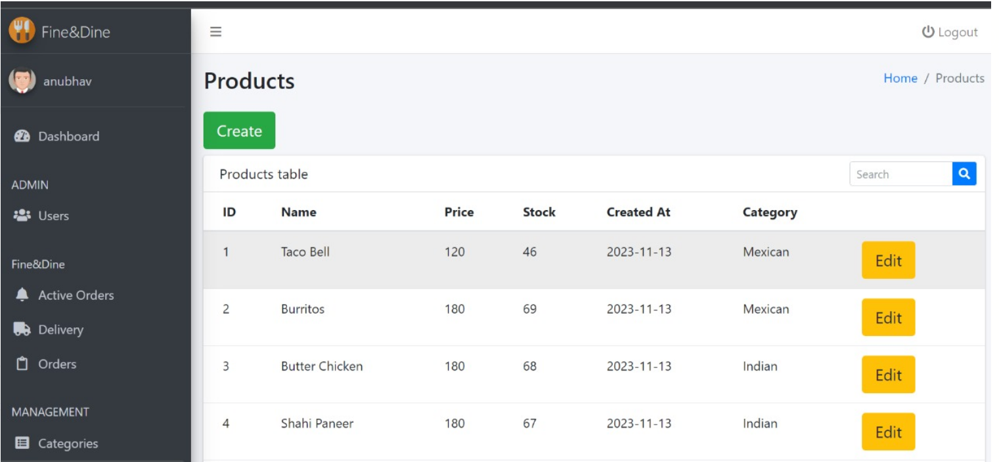 Fine&Dine
Logout
anubhav
Products
Home / Products
Dashboard
Create
ADMIN
Users
Fine&Dine
Active Orders
Delivery
Orders
MANAGEMENT
Categories
Products table
Search
ID Name Price Stock Created At Category
1 Taco Bell 120 46 2023-11-13 Mexican Edit
2 Burritos 180 69 2023-11-13 Mexican Edit
3 Butter Chicken 180 68 2023-11-13 Indian Edit
4 Shahi Paneer 180 67 2023-11-13 Indian Edit